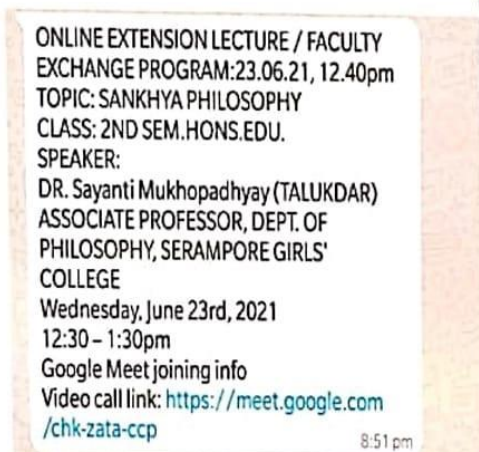 ONLINE EXTENSION LECTURE / FACULTY
EXCHANGE PROGRAM:23.06.21, 12.40pm
TOPIC: SANKHYA PHILOSOPHY
CLASS: 2ND SEM.HONS.EDU.
SPEAKER:
DR. Sayanti Mukhopadhyay (TALUKDAR)
ASSOCIATE PROFESSOR, DEPT. OF
PHILOSOPHY, SERAMPORE GIRLS'
COLLEGE
Wednesday, June 23rd, 2021
12:30 – 1:30pm
Google Meet joining info
Video call link: https://meet.google.com
/chk-zata-ccp
8:51 pm